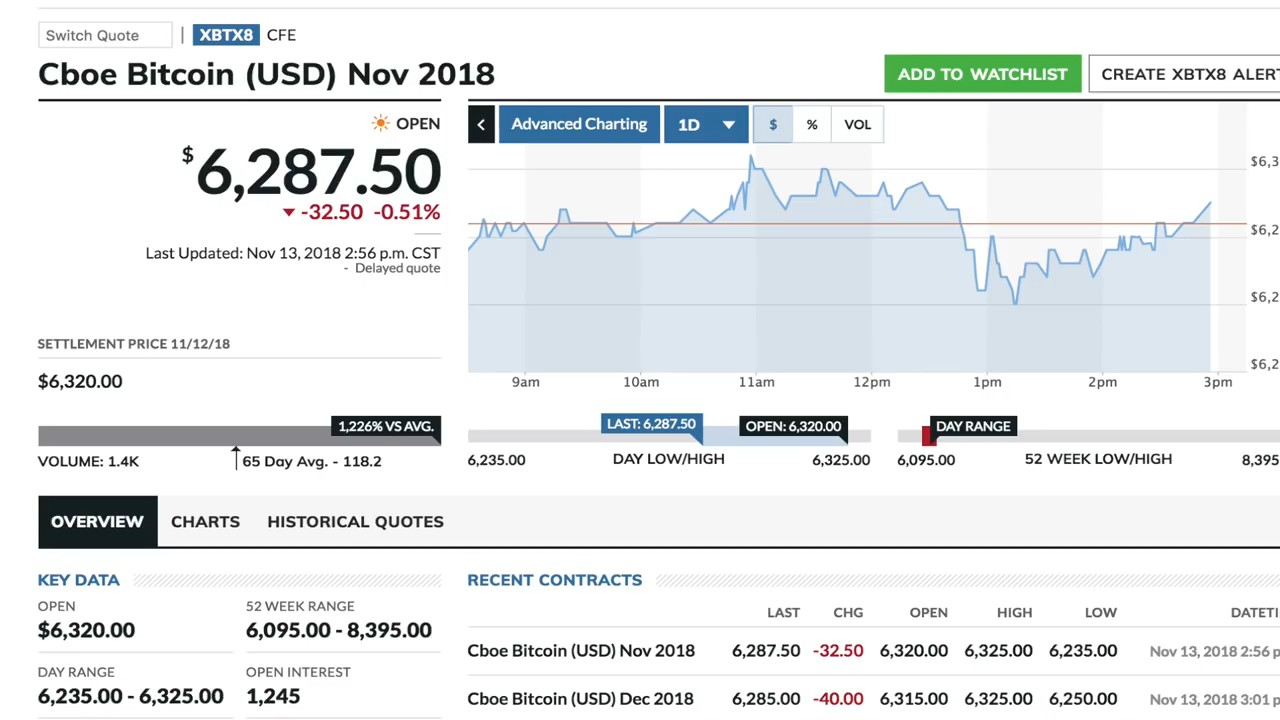 Switch Quote | XBTX8 CFE
Cboe Bitcoin (USD) Nov 2018
ADD TO WATCHLIST
CREATE XBTX8 ALERT
OPEN
$6,287.50
-32.50 -0.51%
Last Updated: Nov 13, 2018 2:56 p.m. CST
- Delayed quote
SETTLEMENT PRICE 11/12/18
$6,320.00
1,226% VS AVG.
VOLUME: 1.4K
65 Day Avg. - 118.2
Advanced Charting
1D
$ % VOL
$6,3
$6,2
$6,2
$6,2
9am 10am 11am 12pm 1pm 2pm 3pm
LAST: 6,287.50 OPEN: 6,320.00
6,235.00 DAY LOW/HIGH 6,325.00
DAY RANGE
6,095.00 52 WEEK LOW/HIGH 8,395
OVERVIEW CHARTS HISTORICAL QUOTES
KEY DATA
OPEN
$6,320.00
52 WEEK RANGE
6,095.00 - 8,395.00
DAY RANGE
6,235.00 - 6,325.00
OPEN INTEREST
1,245
RECENT CONTRACTS
LAST CHG OPEN HIGH LOW DATETI
Cboe Bitcoin (USD) Nov 2018 6,287.50 -32.50 6,320.00 6,325.00 6,235.00 Nov 13, 2018 2:56 p
Cboe Bitcoin (USD) Dec 2018 6,285.00 -40.00 6,315.00 6,325.00 6,250.00 Nov 13, 2018 3:01 p